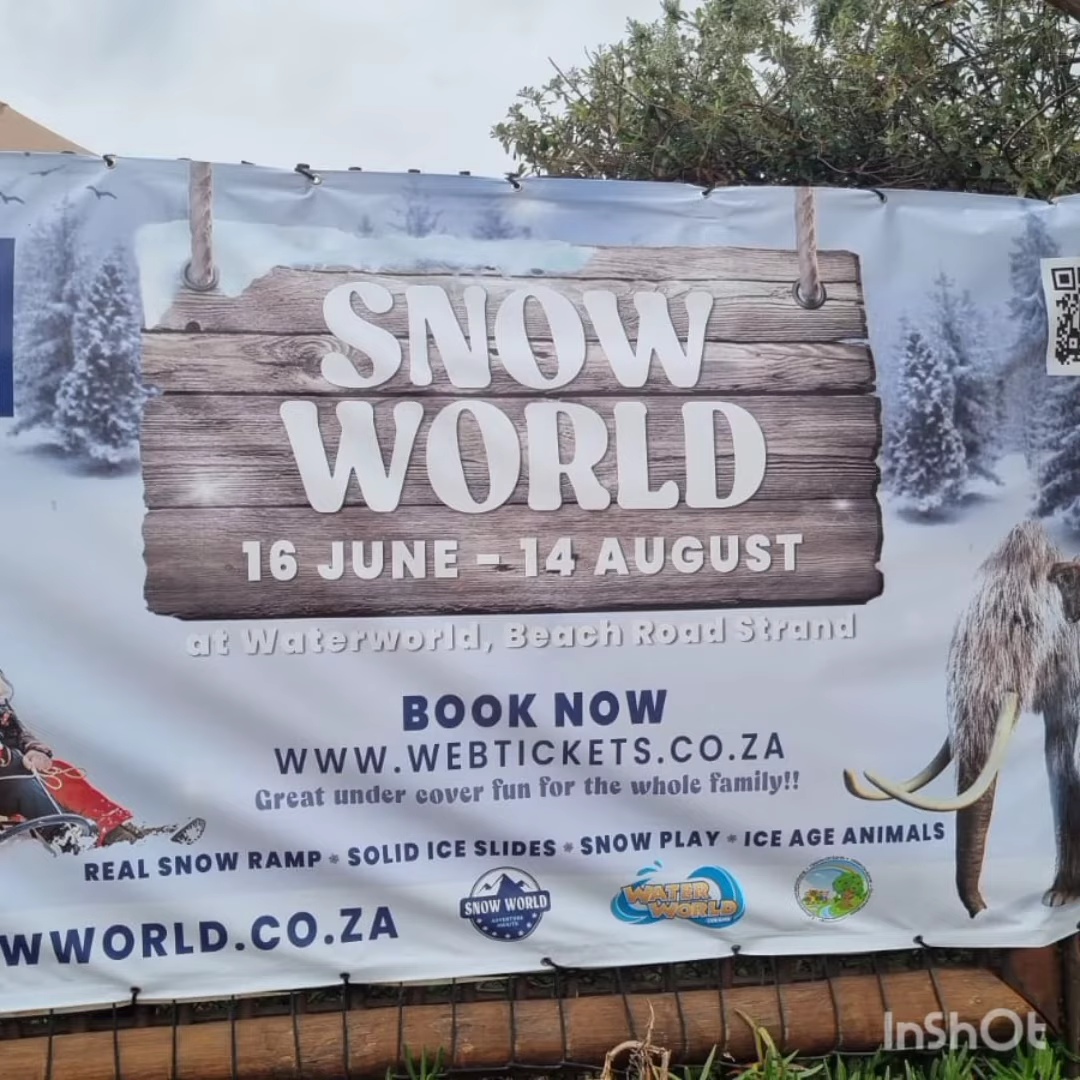 SNOW
WORLD
16 JUNE - 14 AUGUST
at Waterworld, Beach Road Strand
BOOK NOW
WWW.WEBTICKETS.CO.ZA
Great under cover fun for the whole family!!
REAL SNOW RAMP * SOLID ICE SLIDES * SNOW PLAY * ICE AGE ANIMALS
WWORLD.CO.ZA
SNOW WORLD
ADVENTURE
AWAITS
WATER
WORLD
InShOt